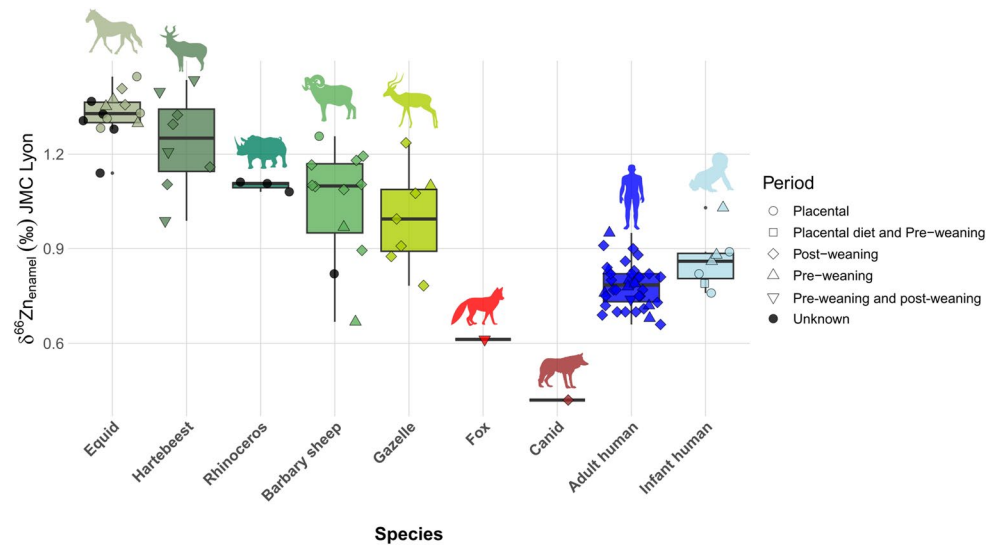 δ66Znenamel (‰) JMC Lyon
1.2
0.9
0.6
Equid
Hartebeest
Rhinoceros
Barbary sheep
Gazelle
Fox
Canid
Adult human
Infant human
Species
Period
Placental
Placental diet and Pre−weaning
Post−weaning
Pre−weaning
Pre−weaning and post−weaning
Unknown